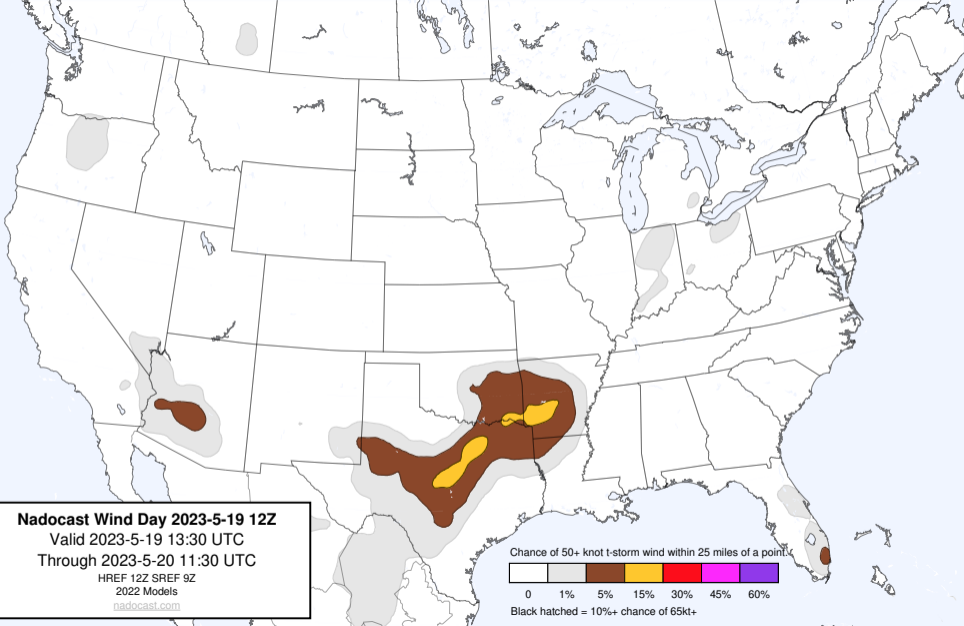 Nadocast Wind Day 2023-5-19 12Z
Valid 2023-5-19 13:30 UTC
Through 2023-5-20 11:30 UTC
HREF 12Z SREF 9Z
2022 Models
nadocast.com
Chance of 50+ knot t-storm wind within 25 miles of a point.
0 1% 5% 15% 30% 45% 60%
Black hatched = 10%+ chance of 65kt+